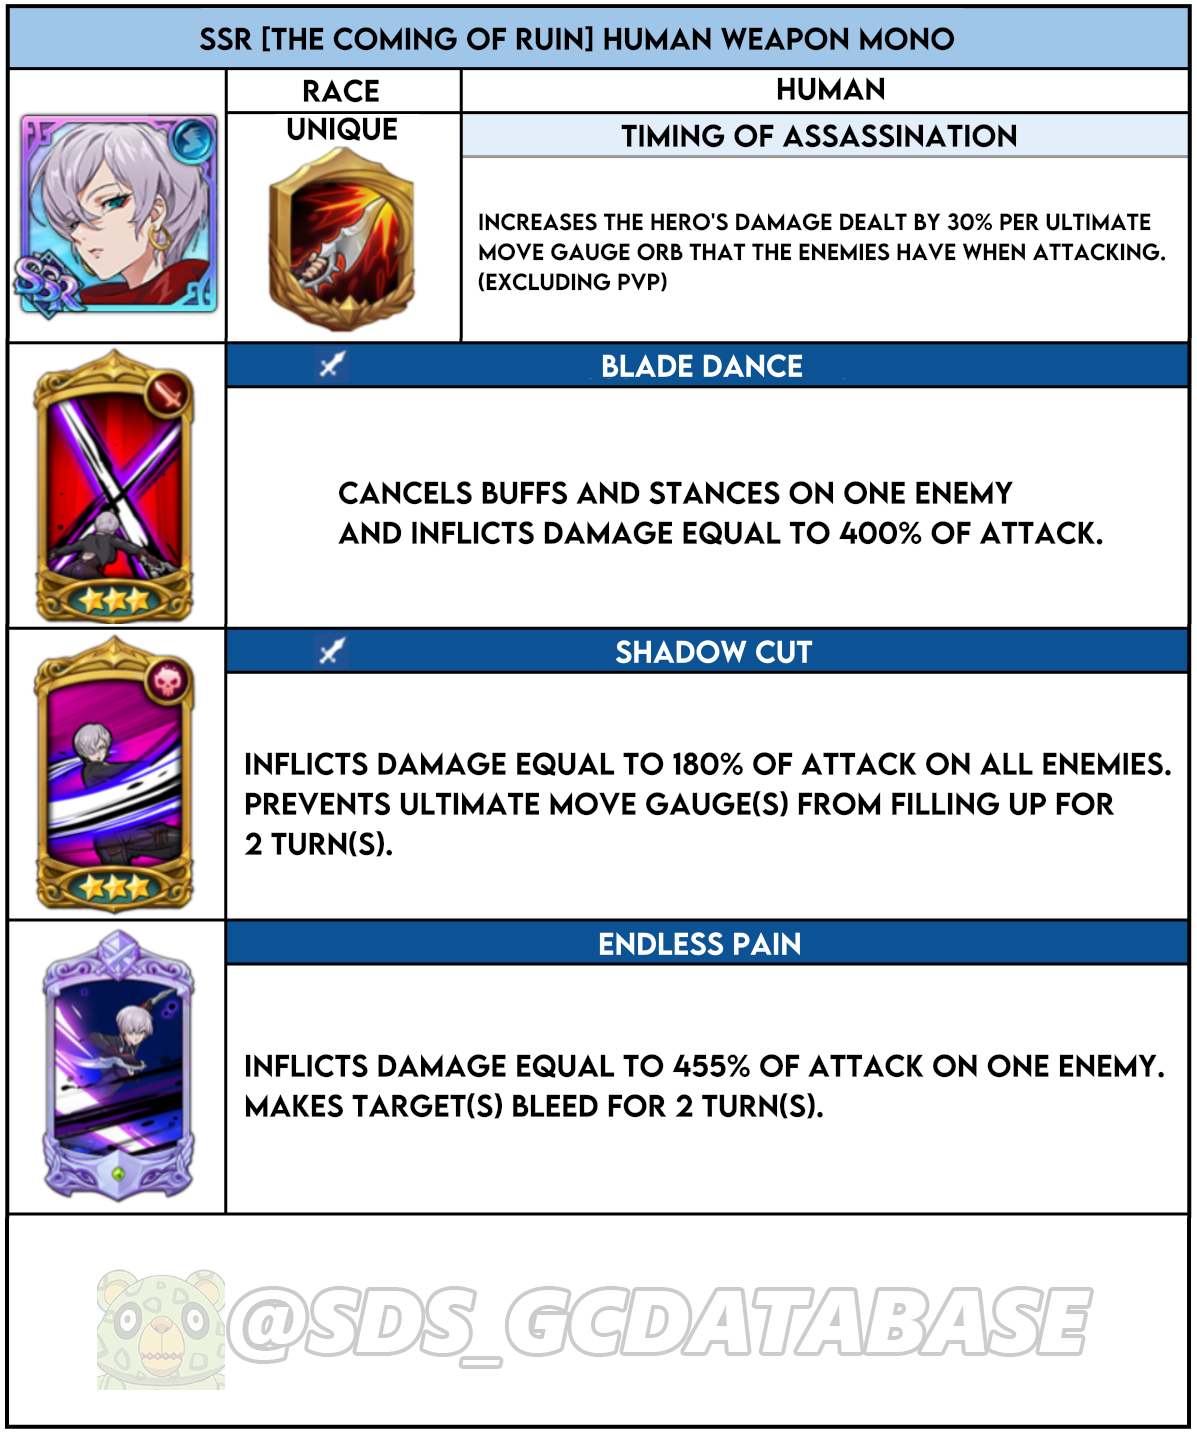 SSR [THE COMING OF RUIN] HUMAN WEAPON MONO
RACE
HUMAN
SSR
UNIQUE
TIMING OF ASSASSINATION
INCREASES THE HERO'S DAMAGE DEALT BY 30% PER ULTIMATE
MOVE GAUGE ORB THAT THE ENEMIES HAVE WHEN ATTACKING.
(EXCLUDING PVP)
BLADE DANCE
CANCELS BUFFS AND STANCES ON ONE ENEMY
AND INFLICTS DAMAGE EQUAL TO 400% OF ATTACK.
SHADOW CUT
INFLICTS DAMAGE EQUAL TO 180% OF ATTACK ON ALL ENEMIES.
PREVENTS ULTIMATE MOVE GAUGE(S) FROM FILLING UP FOR
2 TURN(S).
ENDLESS PAIN
INFLICTS DAMAGE EQUAL TO 455% OF ATTACK ON ONE ENEMY.
MAKES TARGET(S) BLEED FOR 2 TURN(S).
@SDS_GCDATABASE